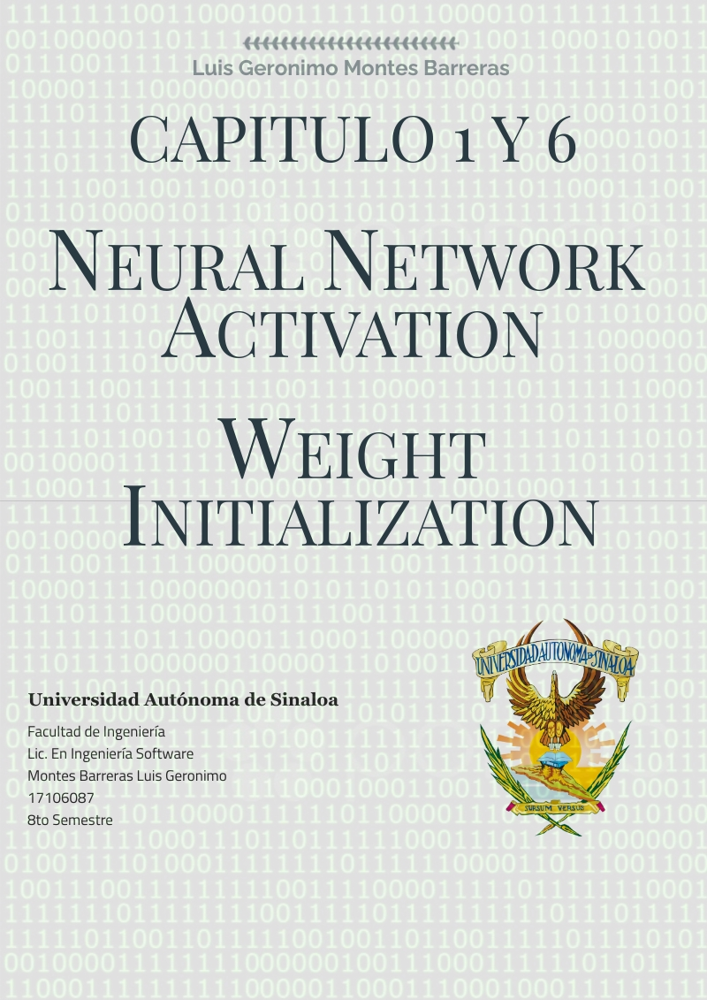 Luis Geronimo Montes Barreras
CAPITULO 1 Y 6
NEURAL NETWORK
ACTIVATION
WEIGHT
INITIALIZATION
UNIVERSIDAD AUTONOMA DE SINALOA
SURSUM VERSUS
Universidad Autónoma de Sinaloa
Facultad de Ingeniería
Lic. En Ingeniería Software
Montes Barreras Luis Geronimo
17106087
8to Semestre